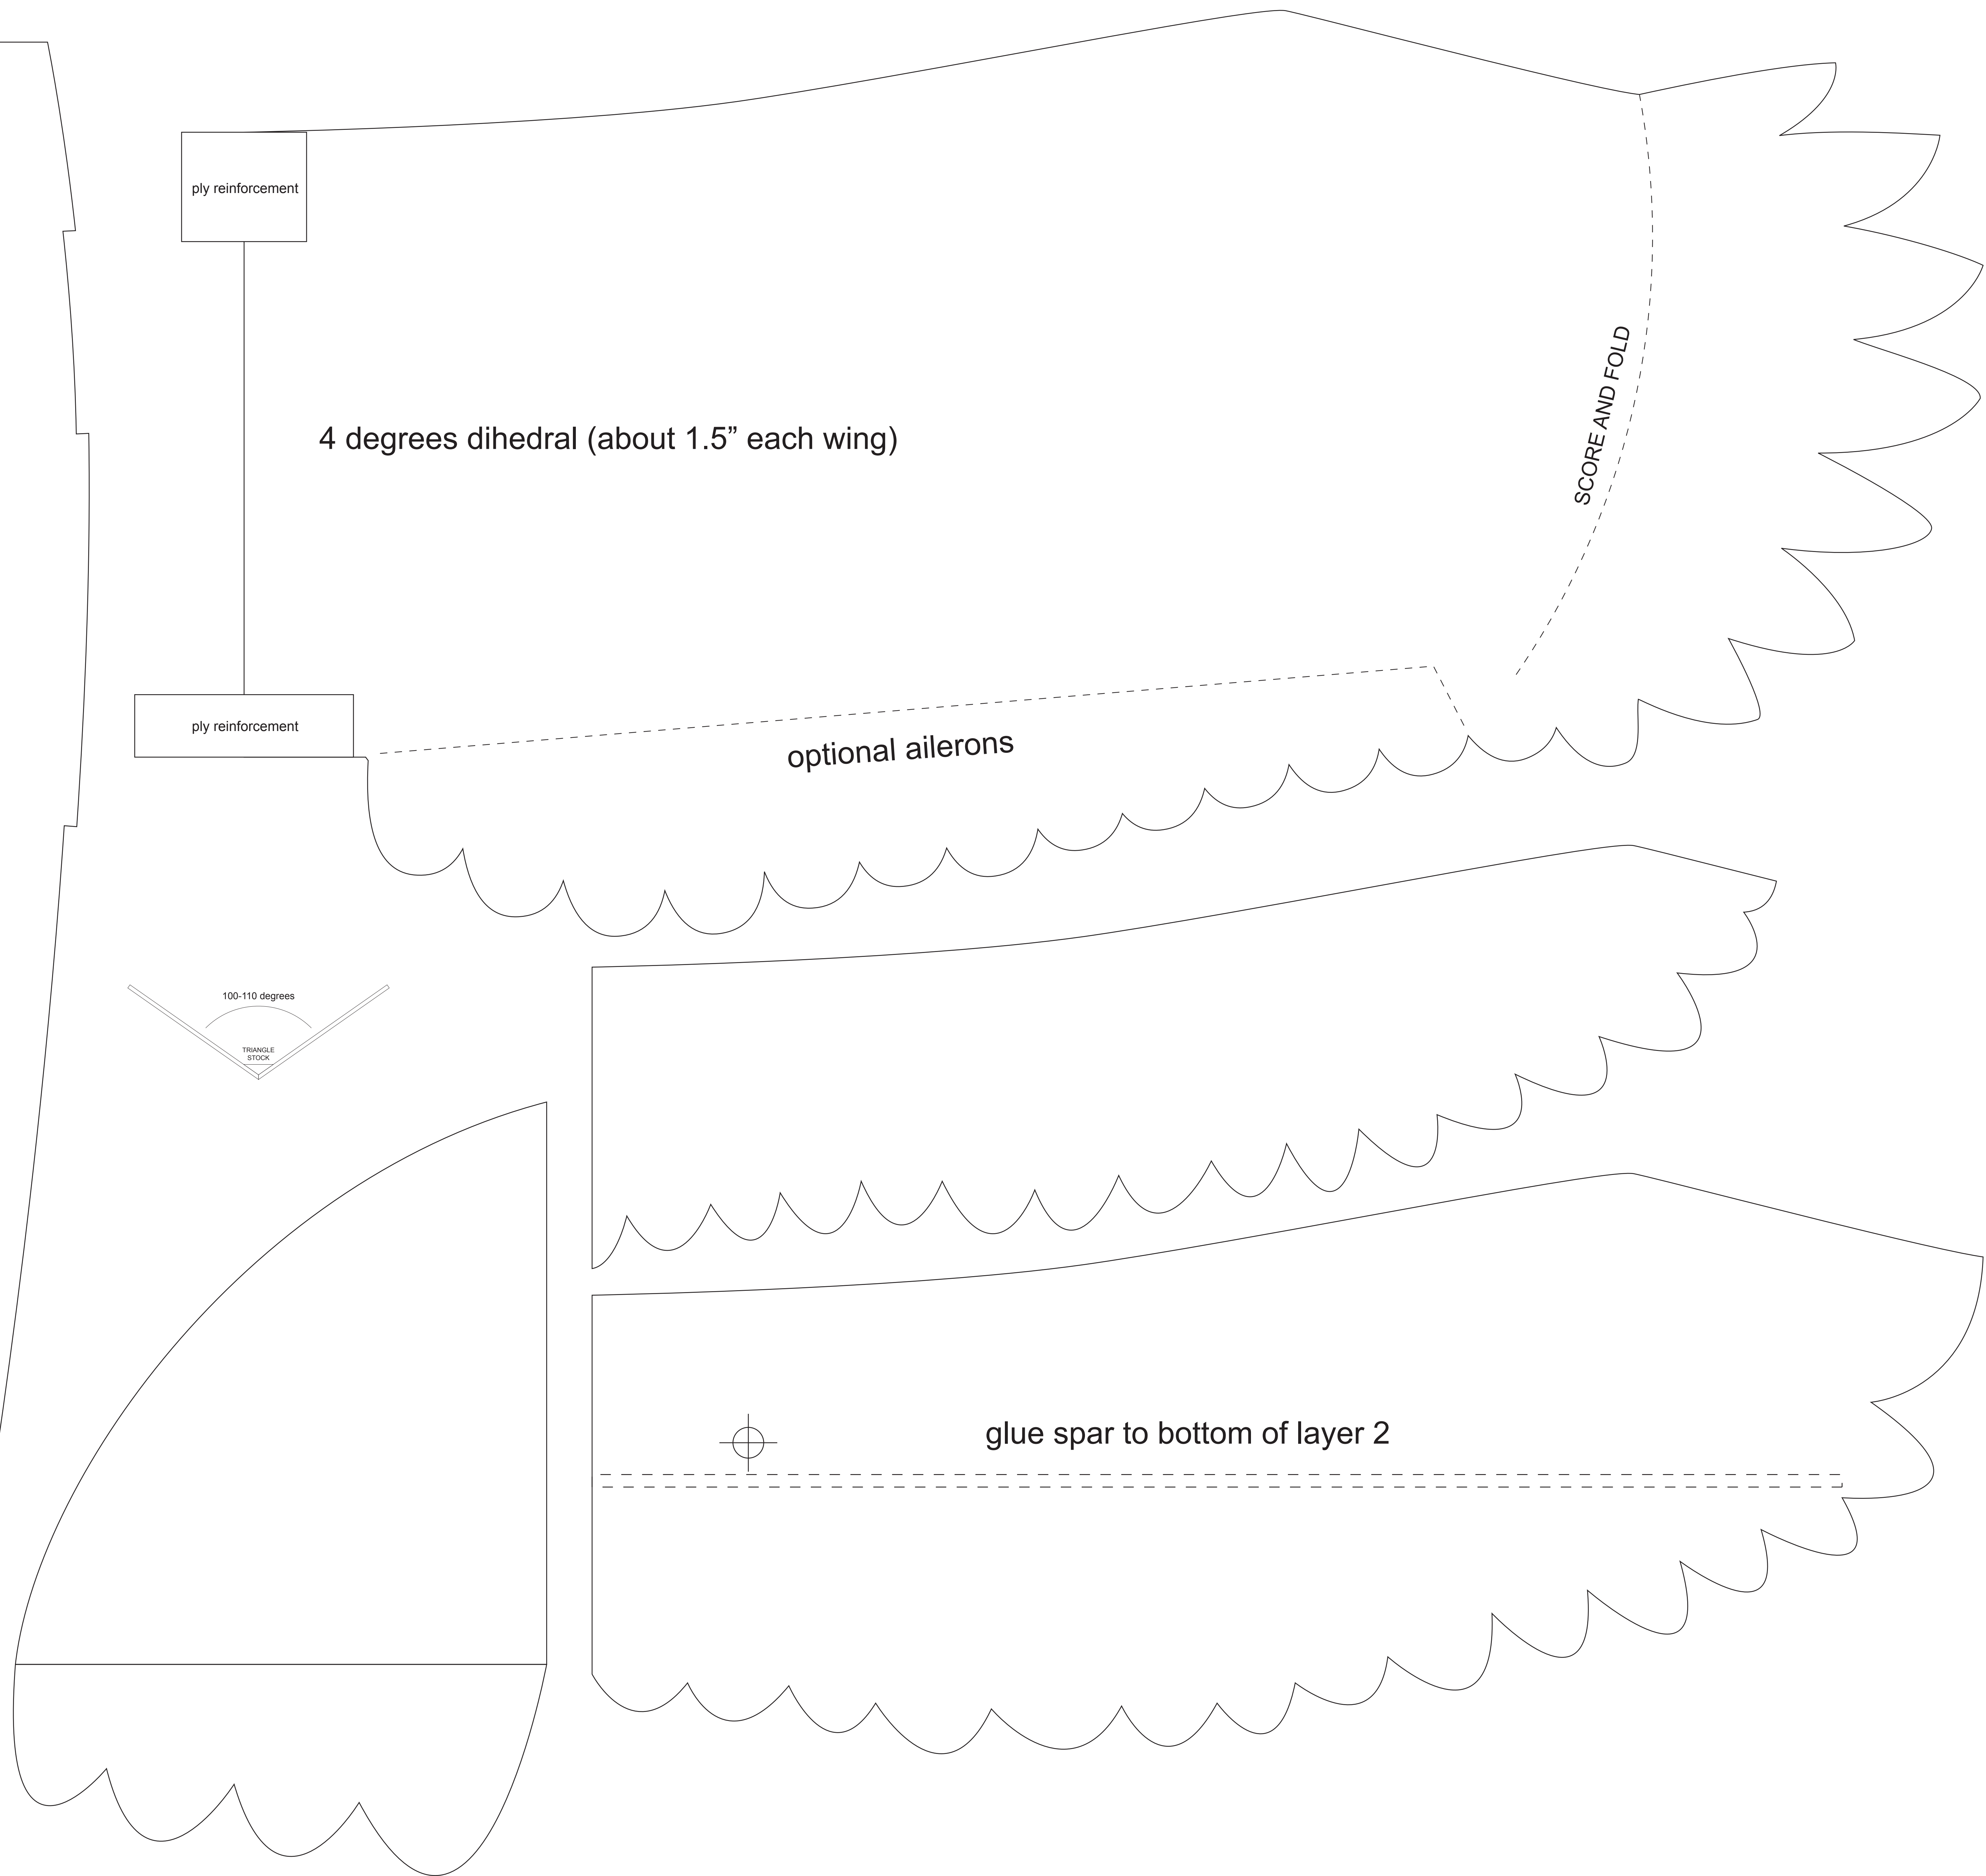 ply reinforcement
SCORE AND FOLD
4 degrees dihedral (about 1.5” each wing)
ply reinforcement
optional ailerons
100-110 degrees
TRIANGLE
STOCK
glue spar to bottom of layer 2